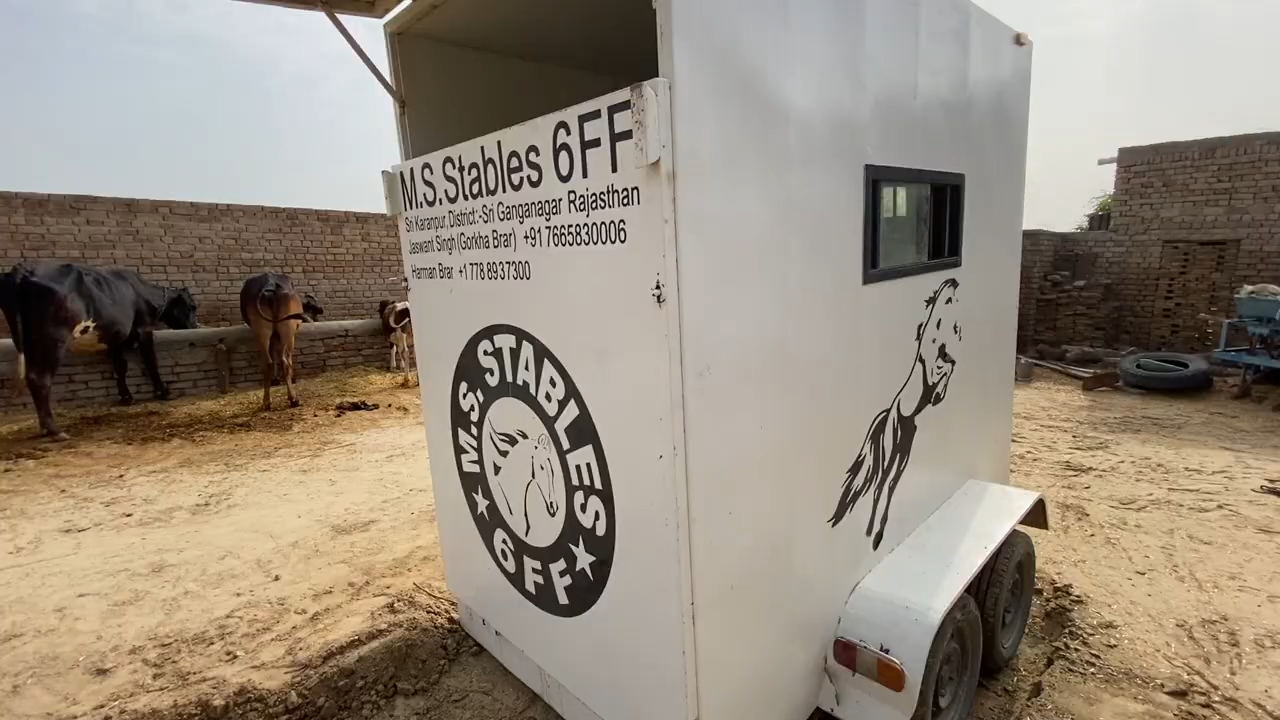 M.S.Stables 6FF
Sri Karanpur, District:-Sri Ganganagar Rajasthan
Jaswant Singh (Gorkha Brar) +91 7665830006
Harman Brar +1 778 8937300
M.S. STABLES
6FF